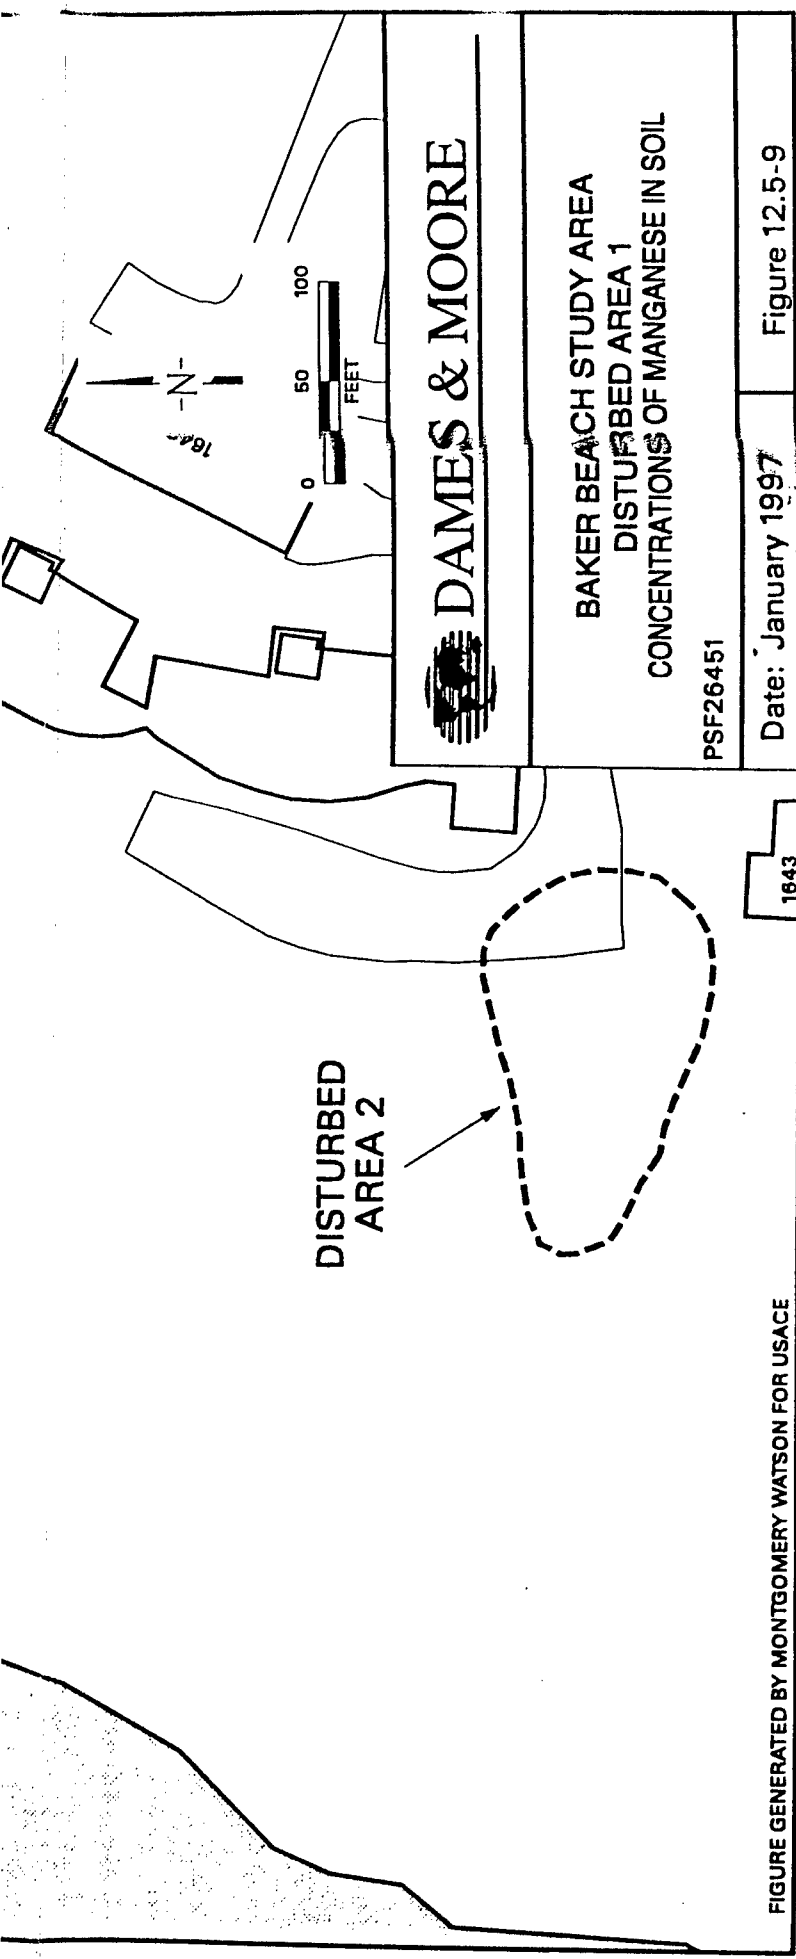 -N-
0 50 100
FEET
DISTURBED
AREA 2
DAMES & MOORE
BAKER BEACH STUDY AREA
DISTURBED AREA 1
CONCENTRATIONS OF MANGANESE IN SOIL
PSF26451
Date: January 1997
Figure 12.5-9
1643
FIGURE GENERATED BY MONTGOMERY WATSON FOR USACE